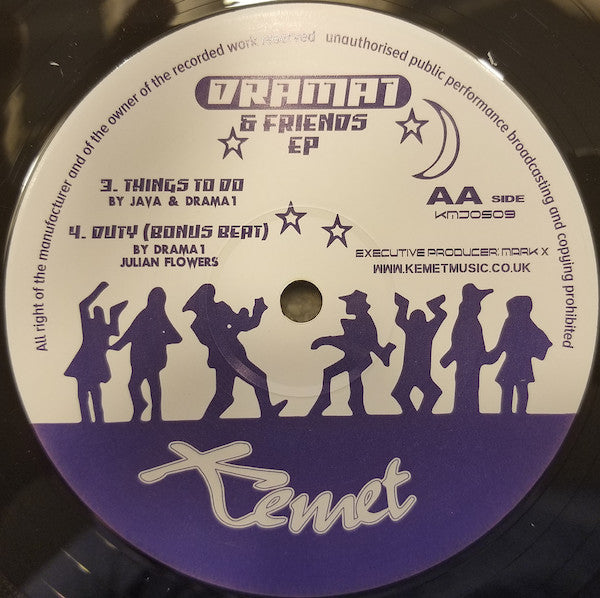 All right of the manufacturer and of the owner of the recorded work reserved unauthorised public performance broadcasting and copying prohibited
DRAMA1
& FRIENDS
EP
3. THINGS TO DO
BY JAVA & DRAMA1
4. DUTY (BONUS BEAT)
BY DRAMA1
JULIAN FLOWERS
AA SIDE
KMJ0509
EXECUTIVE PRODUCER: MARK X
WWW.KEMETMUSIC.CO.UK
Kemet